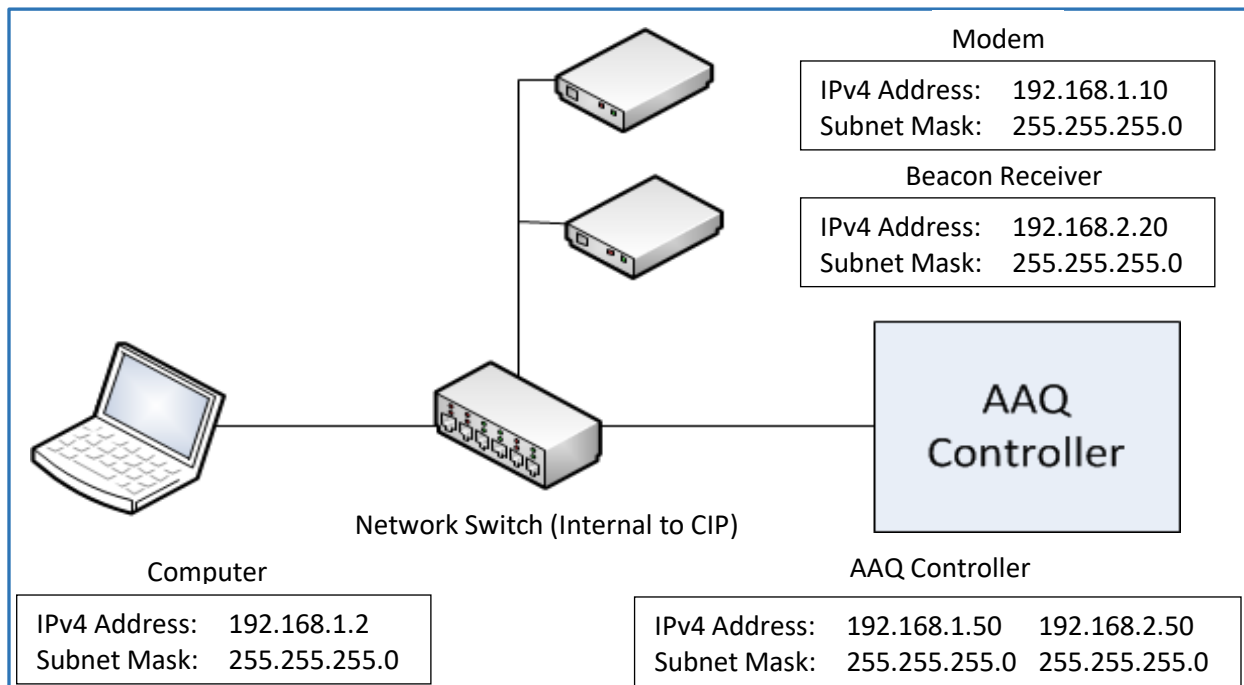 Modem
IPv4 Address: 192.168.1.10
Subnet Mask: 255.255.255.0
Beacon Receiver
IPv4 Address: 192.168.2.20
Subnet Mask: 255.255.255.0
AAQ
Controller
Network Switch (Internal to CIP)
Computer
IPv4 Address: 192.168.1.2
Subnet Mask: 255.255.255.0
AAQ Controller
IPv4 Address: 192.168.1.50 192.168.2.50
Subnet Mask: 255.255.255.0 255.255.255.0